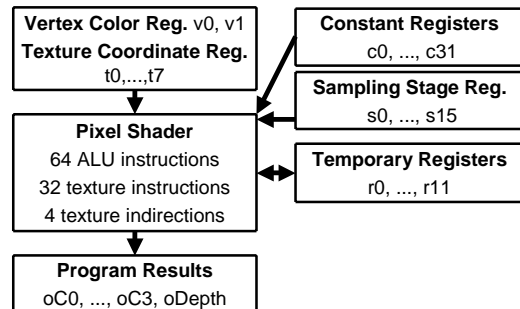 Vertex Color Reg. v0, v1
Texture Coordinate Reg.
t0,...,t7
Constant Registers
c0, ..., c31
Sampling Stage Reg.
s0, ..., s15
Pixel Shader
64 ALU instructions
32 texture instructions
4 texture indirections
Temporary Registers
r0, ..., r11
Program Results
oC0, ..., oC3, oDepth